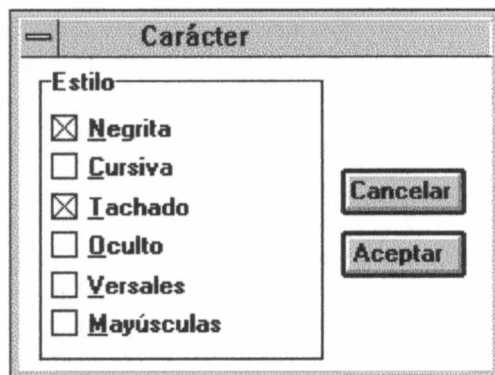 Carácter
Estilo
Negrita
Cursiva
Tachado
Oculto
Versales
Mayúsculas
Cancelar
Aceptar